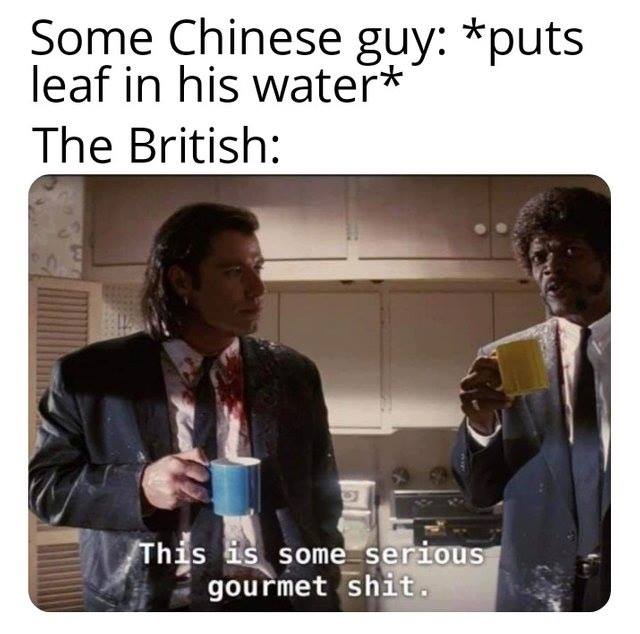 Some Chinese guy: *puts
leaf in his water*
The British:
This is some serious
gourmet shit.